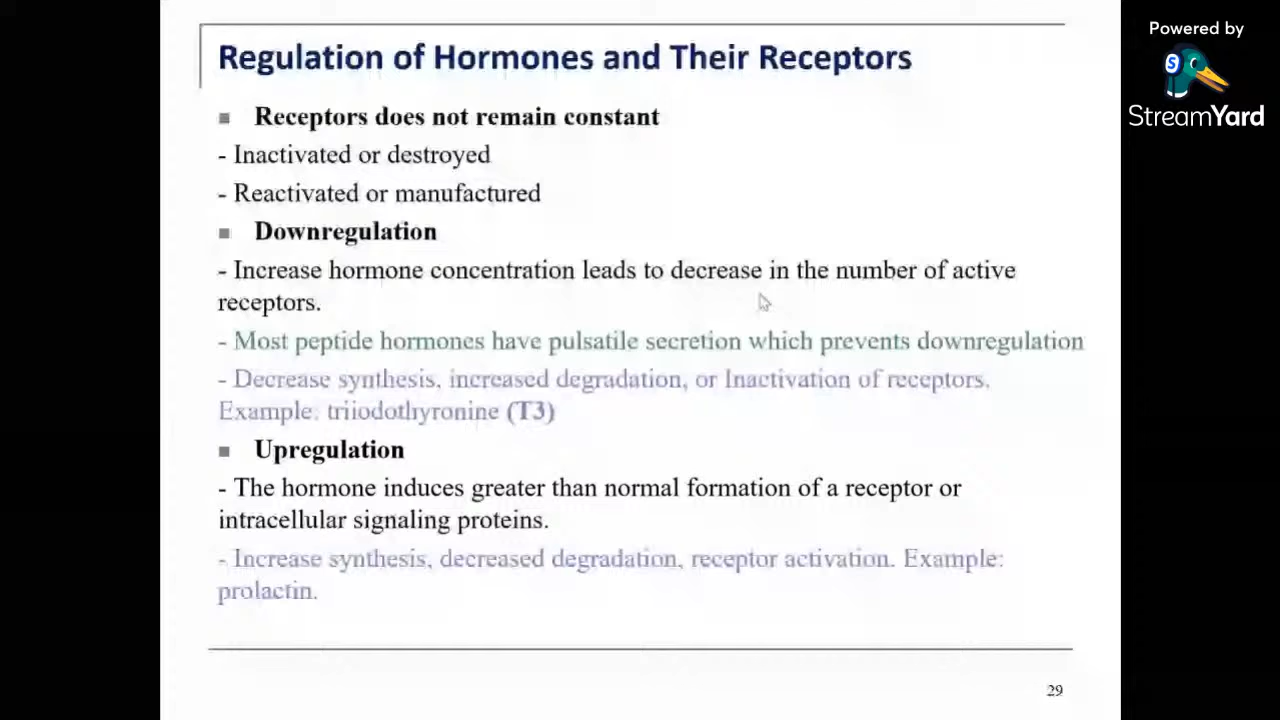 Powered by
StreamYard
Regulation of Hormones and Their Receptors
■ Receptors does not remain constant
- Inactivated or destroyed
- Reactivated or manufactured
■ Downregulation
- Increase hormone concentration leads to decrease in the number of active
receptors.
- Most peptide hormones have pulsatile secretion which prevents downregulation
- Decrease synthesis, increased degradation, or Inactivation of receptors.
Example: triiodothyronine (T3)
■ Upregulation
- The hormone induces greater than normal formation of a receptor or
intracellular signaling proteins.
- Increase synthesis, decreased degradation, receptor activation. Example:
prolactin.
29